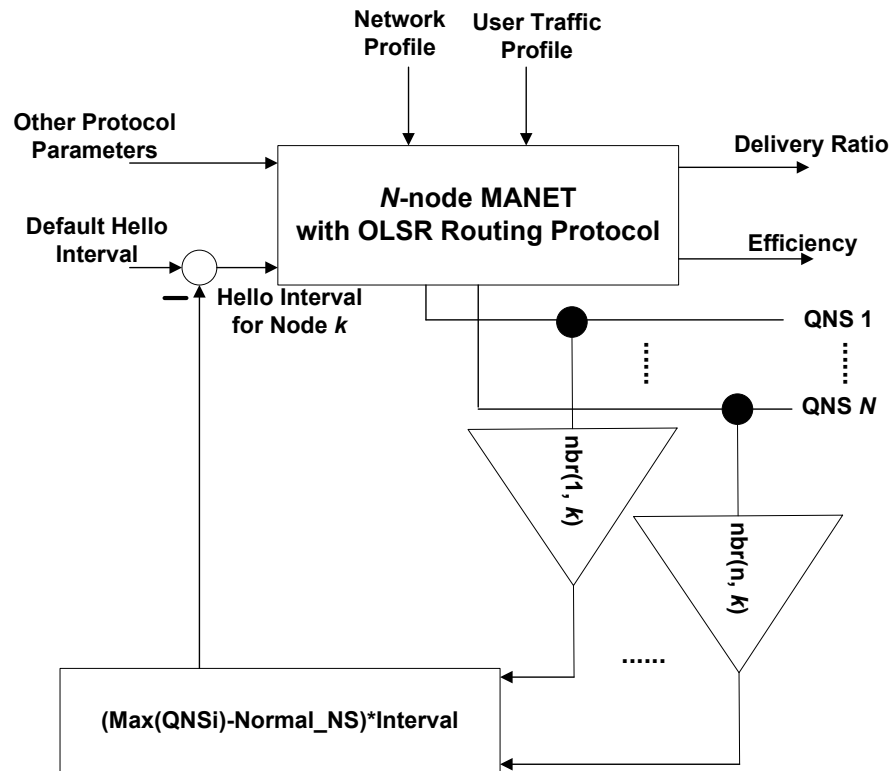 Network
Profile
User Traffic
Profile
Other Protocol
Parameters
N-node MANET
with OLSR Routing Protocol
Delivery Ratio
Default Hello
Interval
Efficiency
–
Hello Interval
for Node k
QNS 1
......
......
QNS N
nbr(1, k)
nbr(n, k)
......
(Max(QNSi)-Normal_NS)*Interval